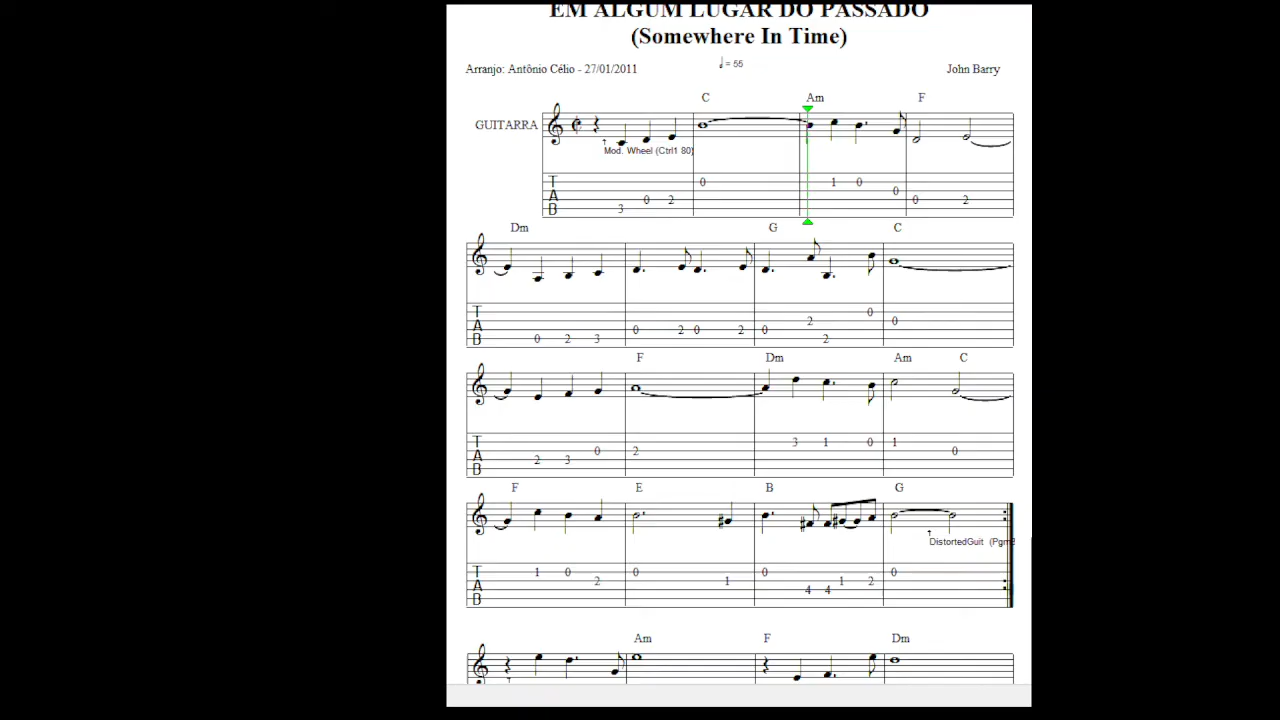 EM ALGUM LUGAR DO PASSADO
(Somewhere In Time)
Arranjo: Antônio Célio - 27/01/2011
= 55
John Barry
C Am F
GUITARRA
Mod. Wheel (Ctrl1 80)
T A B
0 1 0 0 0 2
3 0 2
Dm G C
T A B
0 2 3 0 2 0 2 0 2 2 0 0
F Dm Am C
T A B
2 3 0 2 3 1 0 1 0
F E B G
DistortedGuit (Pgm
T A B
1 0 2 0 1 0 4 4 1 2 0
Am F Dm